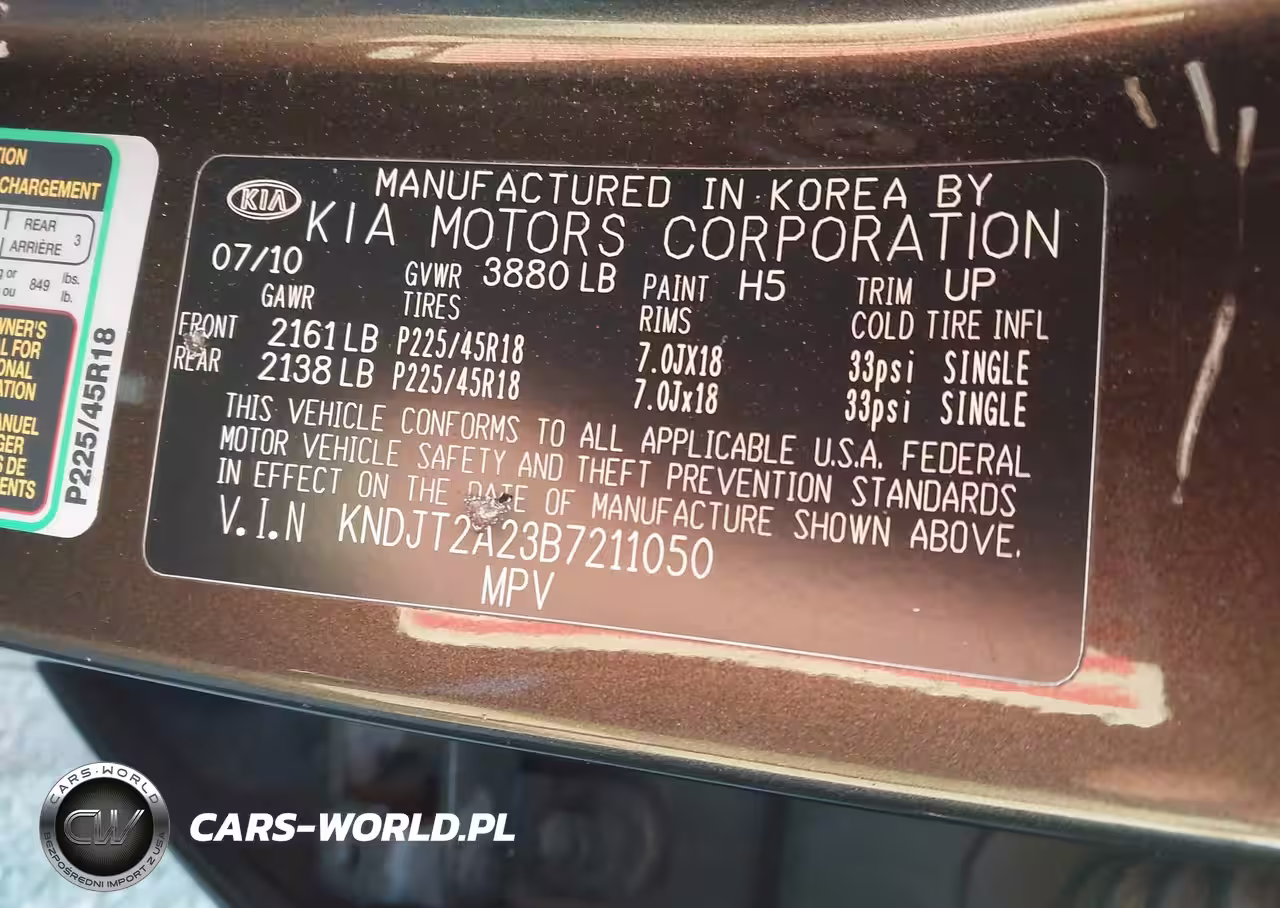 TION
CHARGEMENT
REAR 3
ARRIÈRE
849 lbs.
ou lb.
P225/45R18
KIA
MANUFACTURED IN KOREA BY
KIA MOTORS CORPORATION
07/10 GVWR 3880 LB PAINT H5 TRIM UP
GAWR TIRES RIMS COLD TIRE INFL
FRONT 2161 LB P225/45R18 7.0JX18 33psi SINGLE
REAR 2138 LB P225/45R18 7.0Jx18 33psi SINGLE
THIS VEHICLE CONFORMS TO ALL APPLICABLE U.S.A. FEDERAL
MOTOR VEHICLE SAFETY AND THEFT PREVENTION STANDARDS
IN EFFECT ON THE DATE OF MANUFACTURE SHOWN ABOVE.
V.I.N KNDJT2A23B7211050
MPV
CARS-WORLD
CW
BEZPOŚREDNI IMPORT Z USA
CARS-WORLD.PL